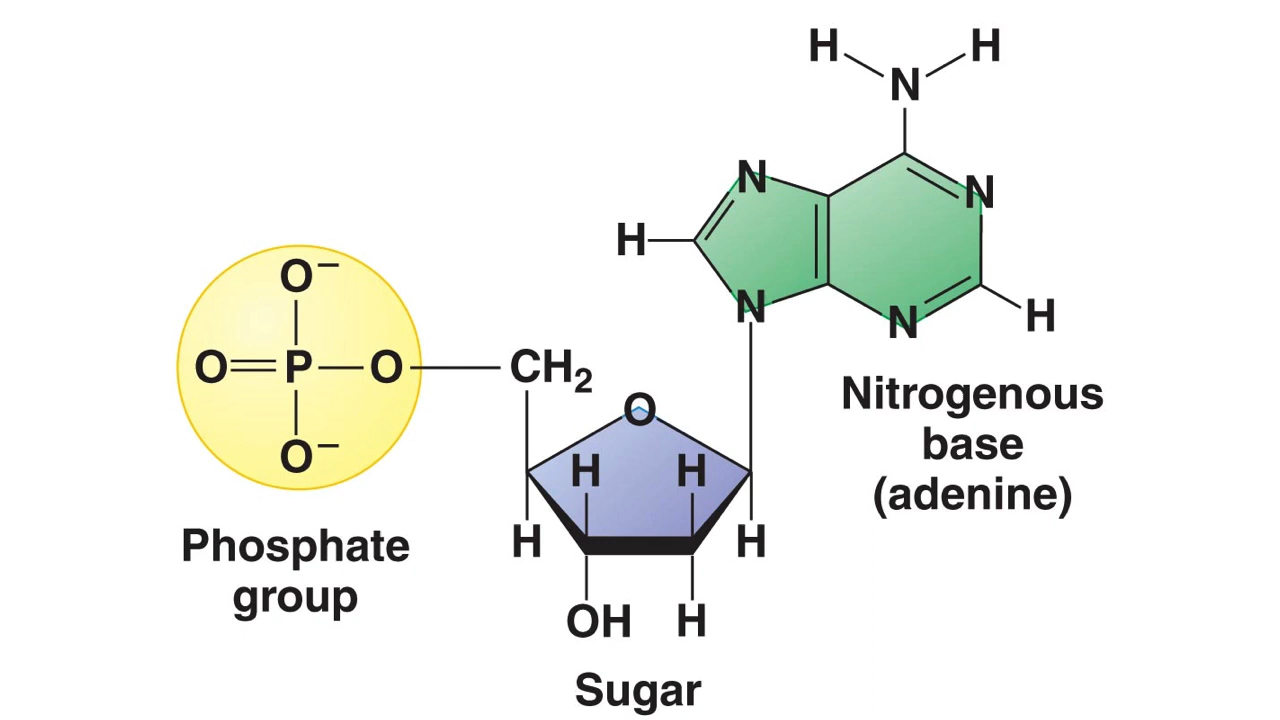 H H
N
N N
H
O⁻
N N H
O=P—O—CH₂
O
O⁻
H H
H H
OH H
Nitrogenous
base
(adenine)
Phosphate
group
Sugar